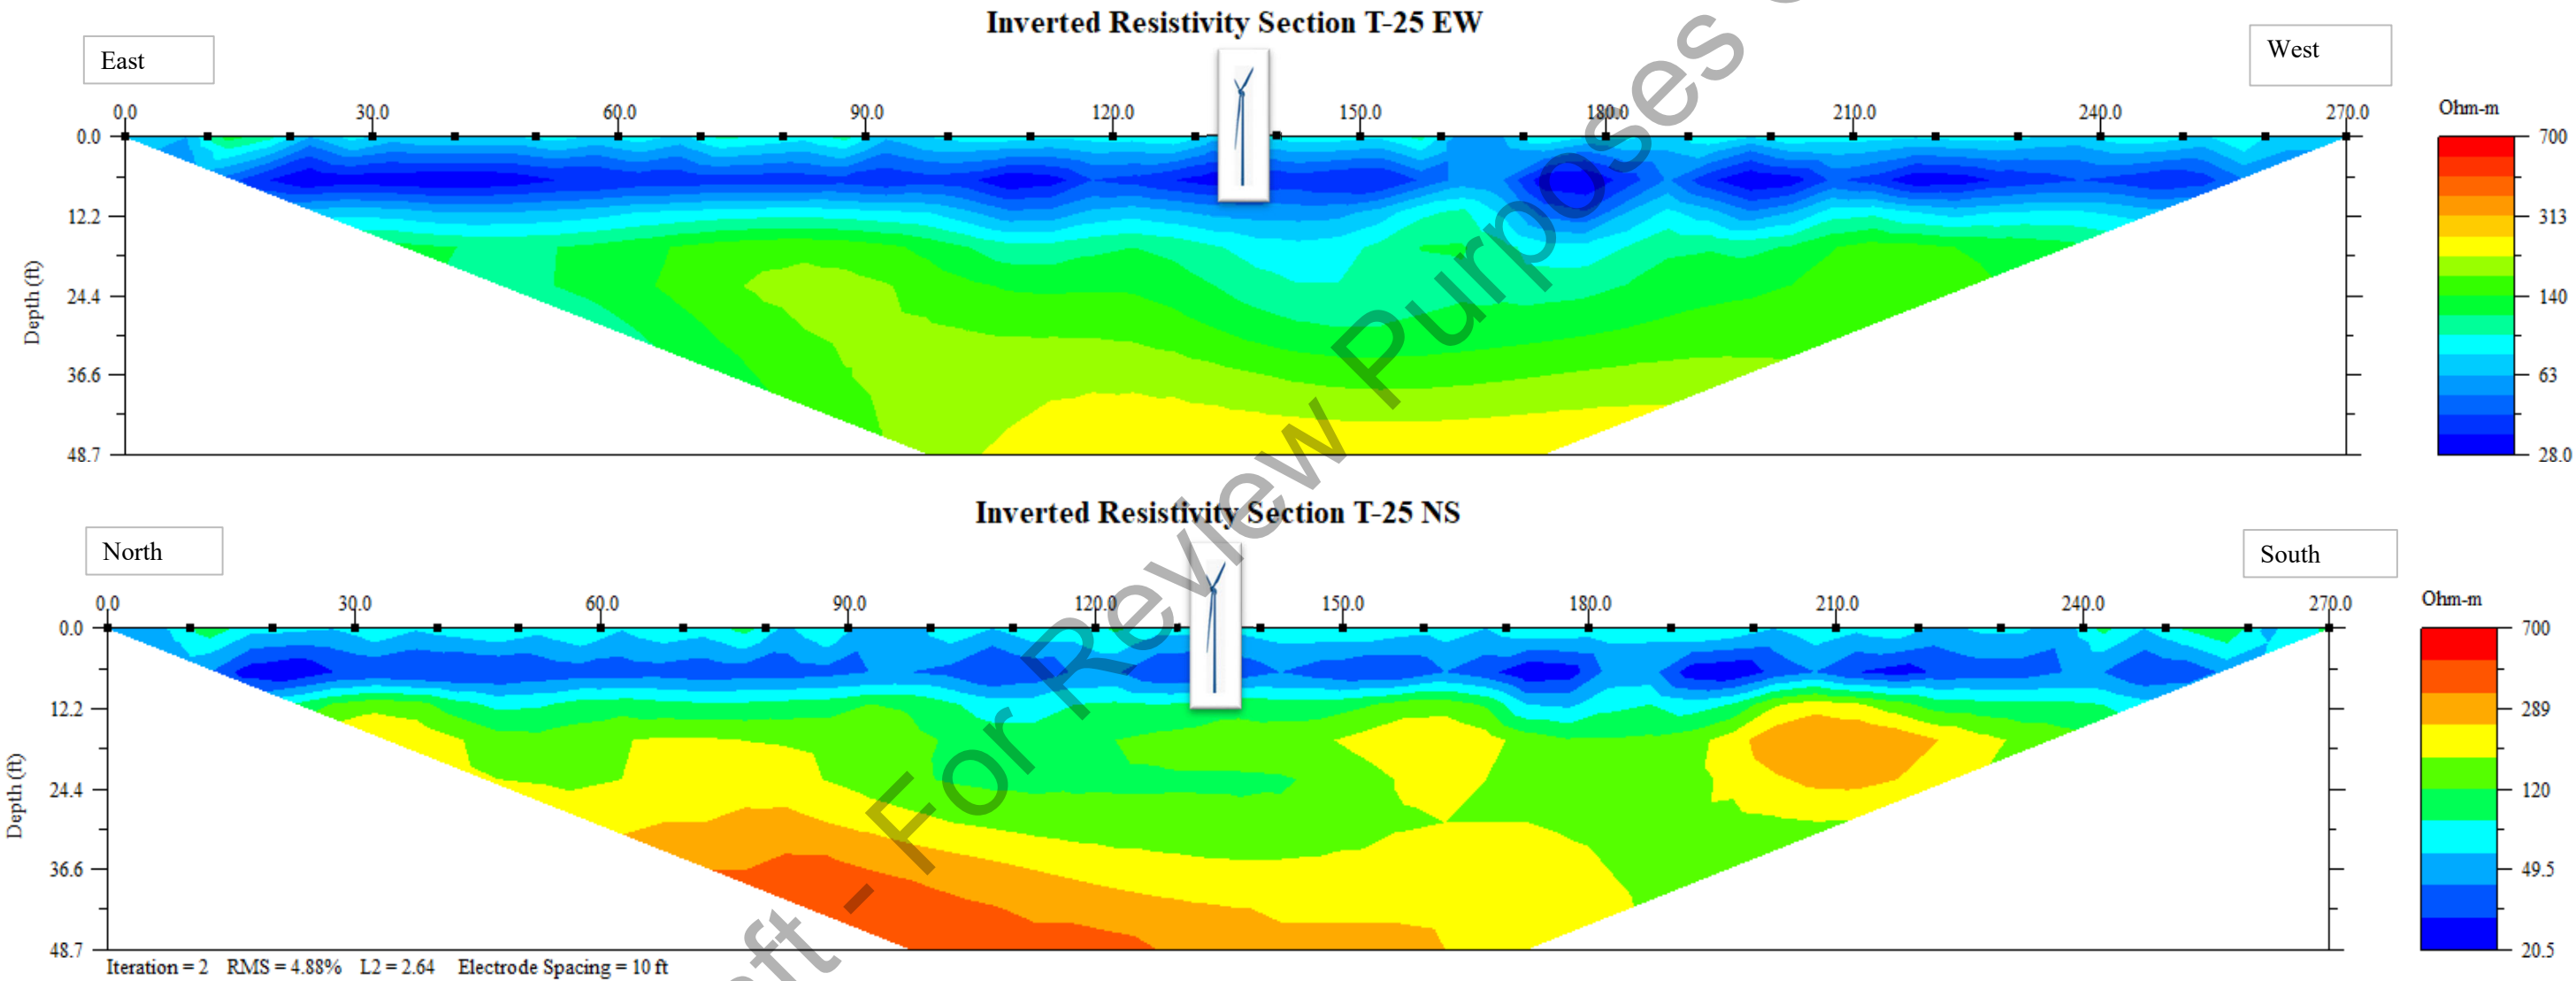 Inverted Resistivity Section T-25 EW
East
West
0.0 30.0 60.0 90.0 120.0 150.0 180.0 210.0 240.0 270.0
Ohm-m
0.0
12.2
24.4
36.6
48.7
Depth (ft)
700
313
140
63
28.0
Inverted Resistivity Section T-25 NS
North
South
0.0 30.0 60.0 90.0 120.0 150.0 180.0 210.0 240.0 270.0
Ohm-m
0.0
12.2
24.4
36.6
48.7
Depth (ft)
700
289
120
49.5
20.5
Iteration = 2 RMS = 4.88% L2 = 2.64 Electrode Spacing = 10 ft
- For Review Purposes